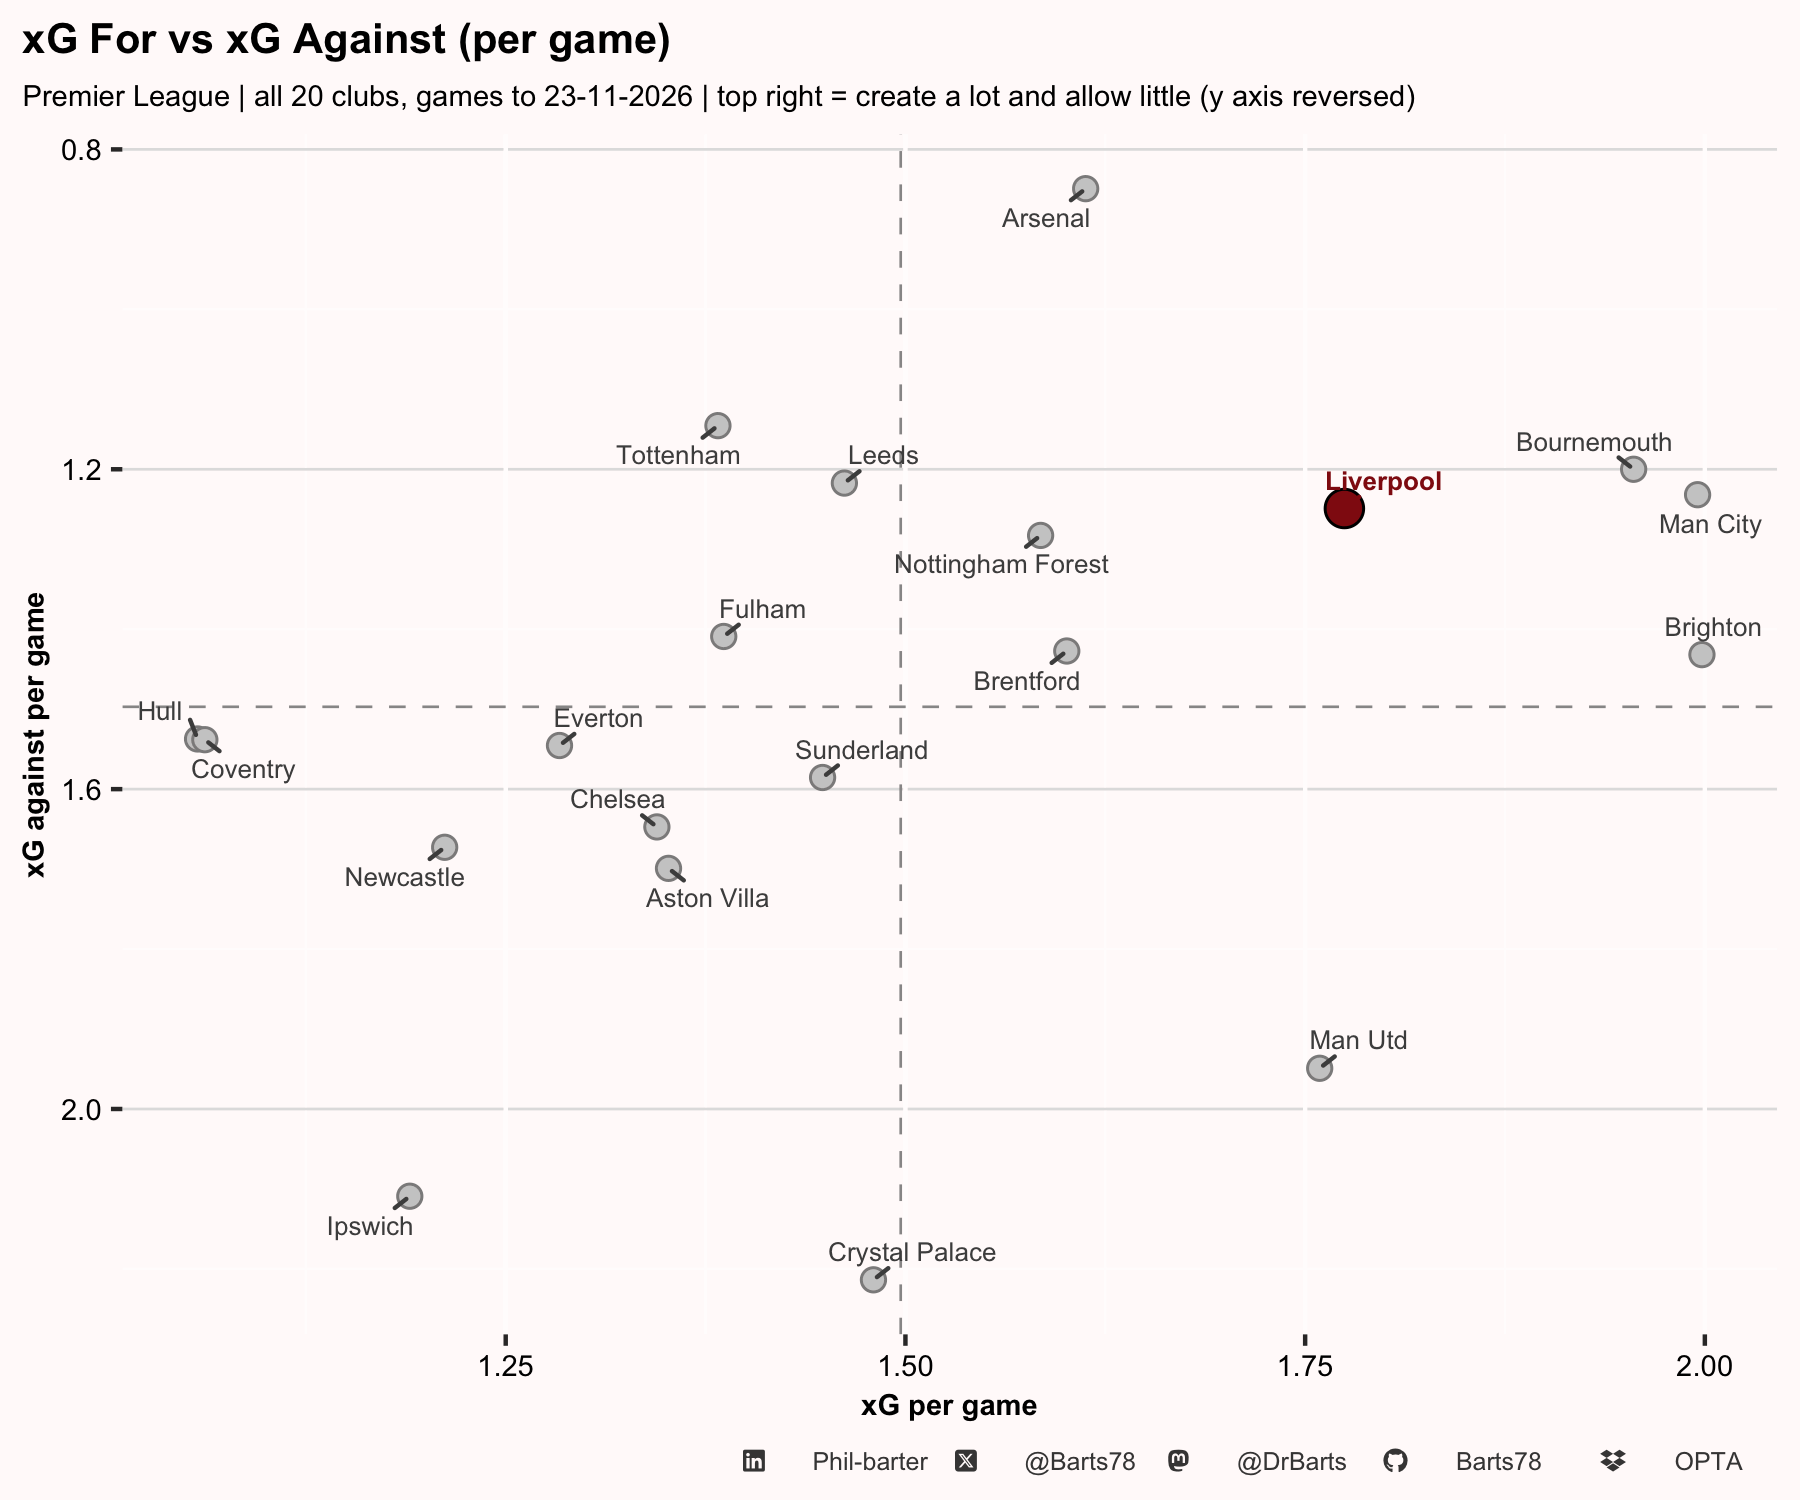 xG For vs xG Against (per game)
Premier League | all 20 clubs, games to 23-11-2026 | top right = create a lot and allow little (y axis reversed)
0.8
Arsenal
Tottenham
Leeds
Bournemouth
1.2
Liverpool
Man City
Nottingham Forest
Fulham
Brighton
Brentford
xG against per game
Hull
Everton
Sunderland
Coventry
1.6
Chelsea
Newcastle
Aston Villa
Man Utd
2.0
Ipswich
Crystal Palace
1.25 1.50 1.75 2.00
xG per game
Phil-barter @Barts78 @DrBarts Barts78 OPTA